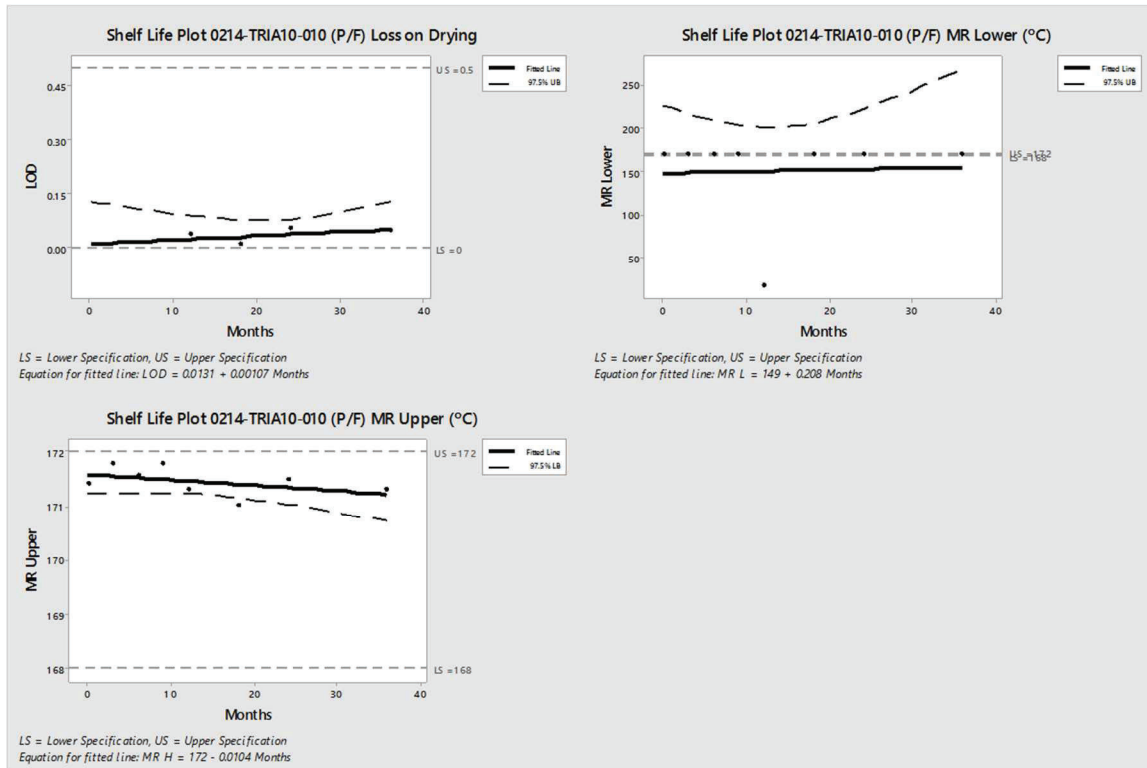 Shelf Life Plot 0214-TRIA10-010 (P/F) Loss on Drying
US =0.5
Fitted Line
97.5% UB
0.45
0.30
0.15
0.00
LOD
LS =0
0
10
20
30
40
Months
LS = Lower Specification, US = Upper Specification
Equation for fitted line: LOD = 0.0131 + 0.00107 Months
Shelf Life Plot 0214-TRIA10-010 (P/F) MR Lower (ºC)
Fitted Line
97.5% UB
250
200
150
100
50
MR Lower
US =172
LS =168
0
10
20
30
40
Months
LS = Lower Specification, US = Upper Specification
Equation for fitted line: MR L = 149 + 0.208 Months
Shelf Life Plot 0214-TRIA10-010 (P/F) MR Upper (ºC)
US =172
Fitted Line
97.5% LB
172
171
170
169
168
MR Upper
LS =168
0
10
20
30
40
Months
LS = Lower Specification, US = Upper Specification
Equation for fitted line: MR H = 172 - 0.0104 Months